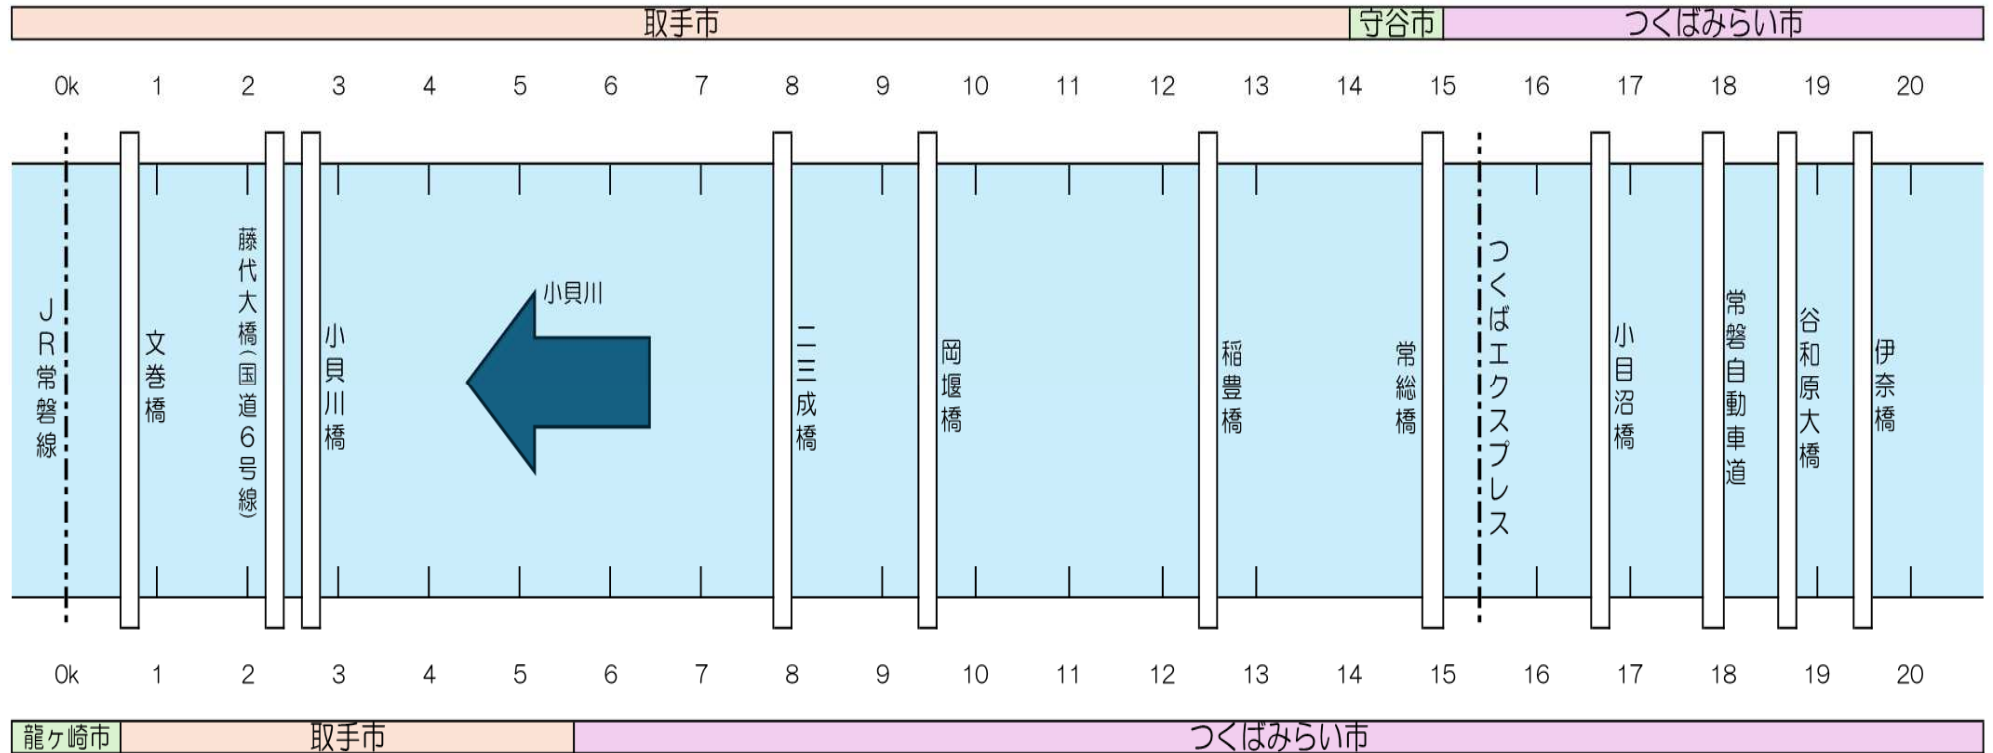 取手市 守谷市 つくばみらい市
0k 1 2 3 4 5 6 7 8 9 10 11 12 13 14 15 16 17 18 19 20
JR常磐線
文巻橋
藤代大橋(国道6号線)
小貝川橋
小貝川
二三成橋
岡堰橋
稲豊橋
常総橋
つくばエクスプレス
小目沼橋
常磐自動車道
谷和原大橋
伊奈橋
0k 1 2 3 4 5 6 7 8 9 10 11 12 13 14 15 16 17 18 19 20
龍ヶ崎市 取手市 つくばみらい市